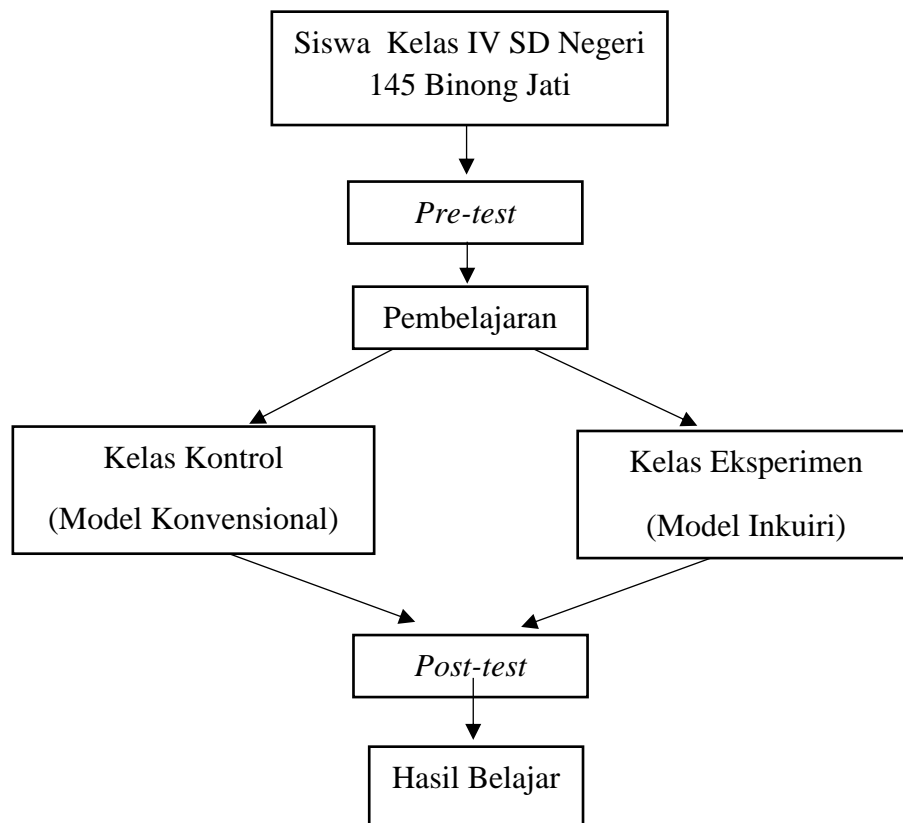 Siswa Kelas IV SD Negeri
145 Binong Jati
Pre-test
Pembelajaran
Kelas Kontrol
(Model Konvensional)
Kelas Eksperimen
(Model Inkuiri)
Post-test
Hasil Belajar